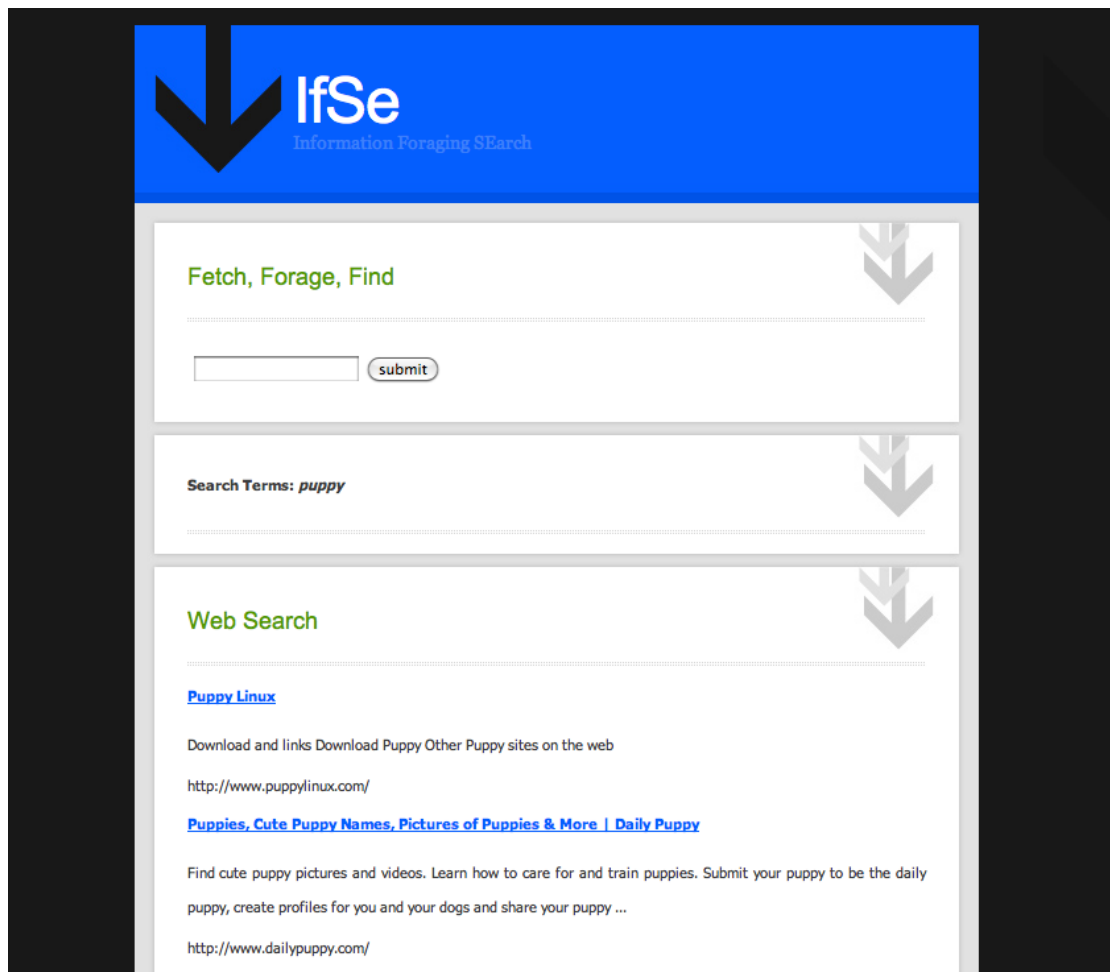 IfSe
Information Foraging SEarch
Fetch, Forage, Find
submit
Search Terms: puppy
Web Search
Puppy Linux
Download and links Download Puppy Other Puppy sites on the web
http://www.puppylinux.com/
Puppies, Cute Puppy Names, Pictures of Puppies & More | Daily Puppy
Find cute puppy pictures and videos. Learn how to care for and train puppies. Submit your puppy to be the daily
puppy, create profiles for you and your dogs and share your puppy ...
http://www.dailypuppy.com/